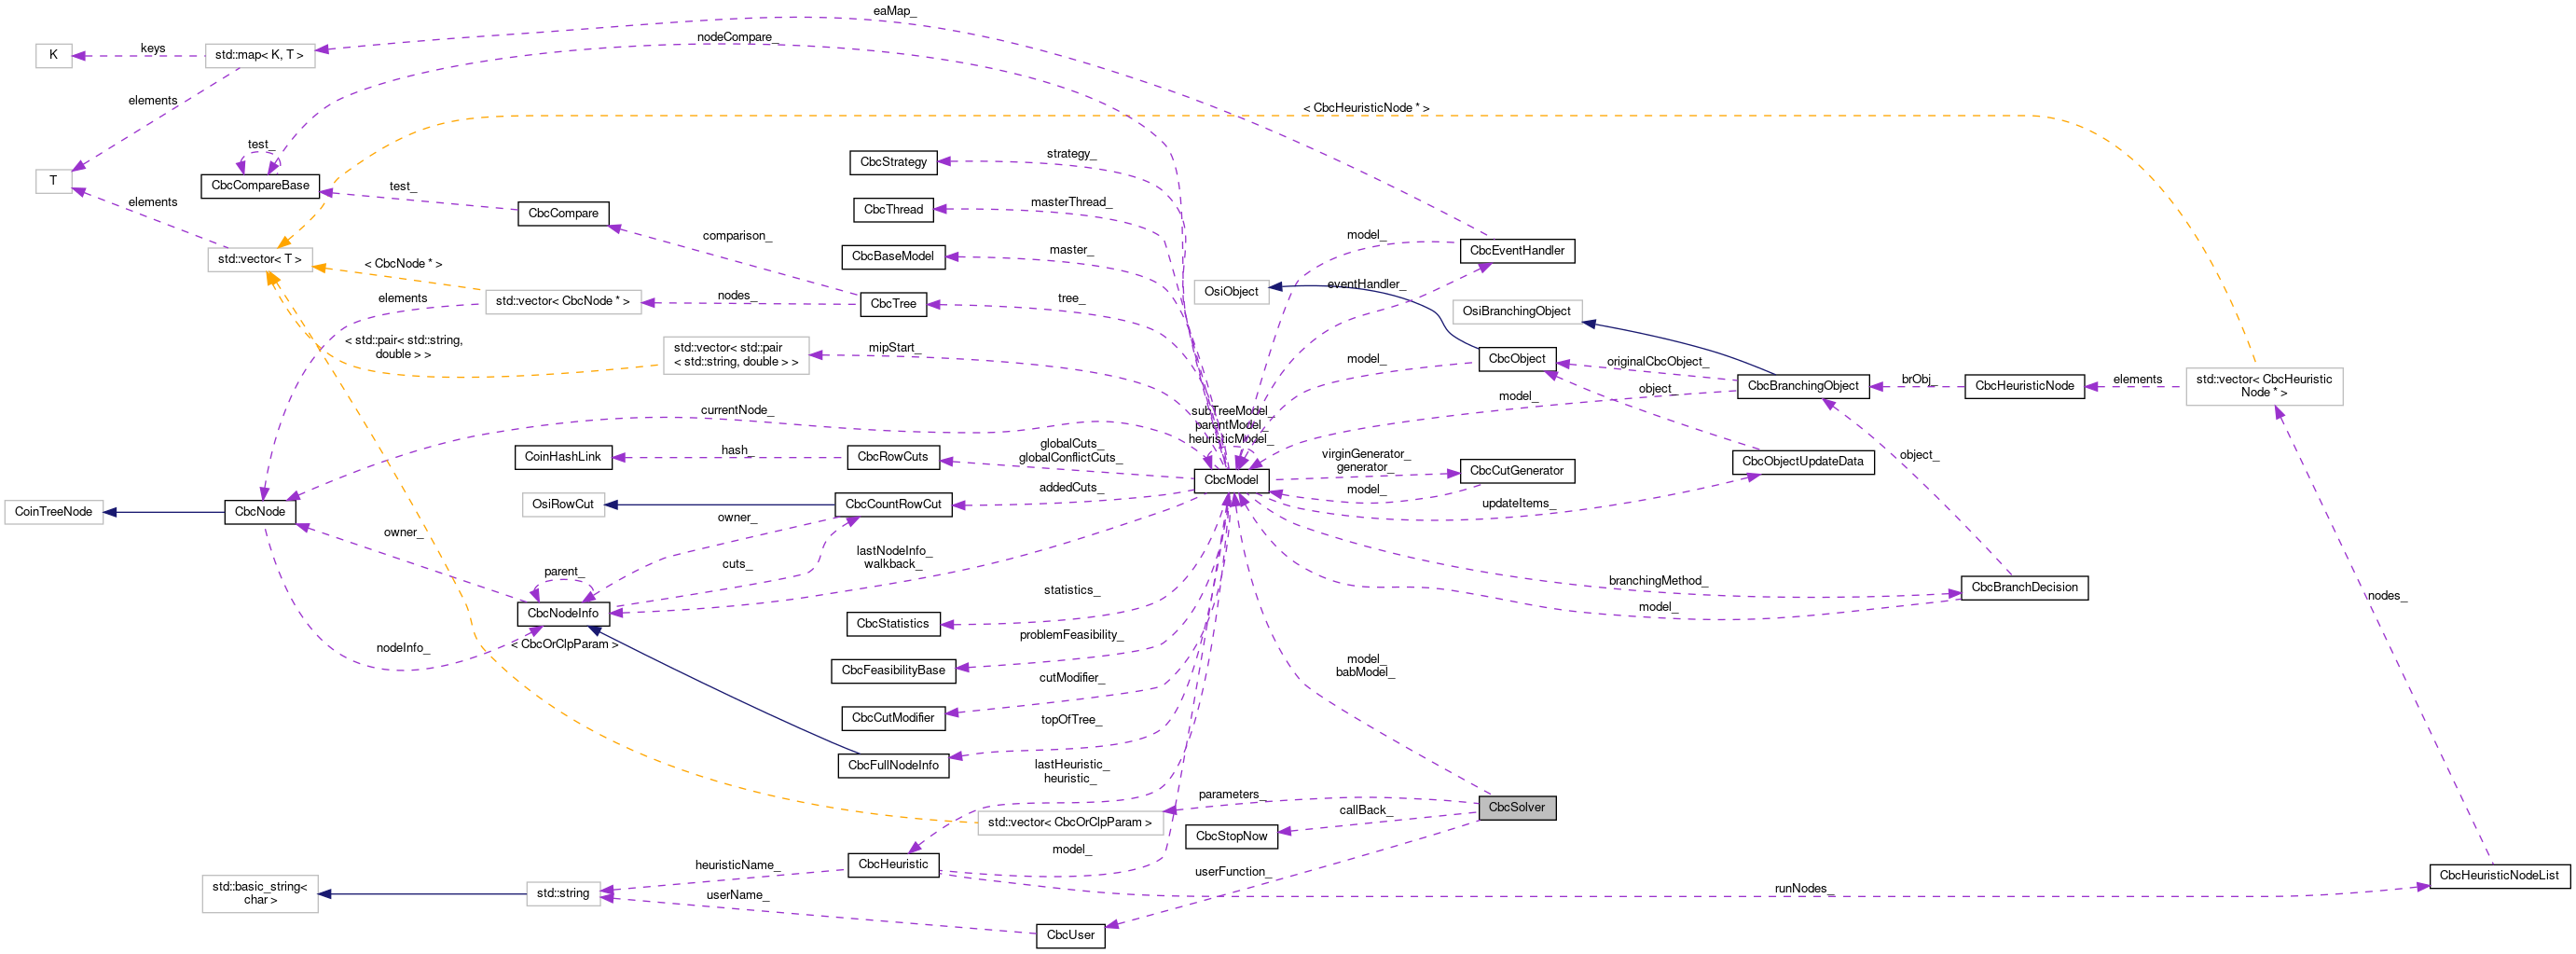 eaMap_
nodeCompare_
K
keys
std::map< K, T >
elements
< CbcHeuristicNode * >
test_
CbcCompareBase
T
elements
test_
CbcCompare
CbcStrategy
strategy_
CbcThread
masterThread_
comparison_
CbcBaseModel
master_
model_
CbcEventHandler
std::vector< T >
< CbcNode * >
elements
std::vector< CbcNode * >
nodes_
CbcTree
tree_
OsiObject
eventHandler_
OsiBranchingObject
< std::pair< std::string,
double > >
std::vector< std::pair
< std::string, double > >
mipStart_
model_
CbcObject
originalCbcObject_
object_
CbcBranchingObject
brObj_
CbcHeuristicNode
elements
std::vector< CbcHeuristic
Node * >
model_
currentNode_
subTreeModel_
parentModel_
heuristicModel_
CoinHashLink
hash_
CbcRowCuts
globalCuts_
globalConflictCuts_
CbcModel
virginGenerator_
generator_
model_
CbcCutGenerator
CbcObjectUpdateData
object_
updateItems_
CoinTreeNode
CbcNode
OsiRowCut
CbcCountRowCut
addedCuts_
owner_
owner_
cuts_
lastNodeInfo_
walkback_
parent_
CbcNodeInfo
nodeInfo_
< CbcOrClpParam >
CbcStatistics
statistics_
branchingMethod_
model_
CbcBranchDecision
nodes_
CbcFeasibilityBase
problemFeasibility_
model_
babModel_
CbcCutModifier
cutModifier_
CbcFullNodeInfo
topOfTree_
lastHeuristic_
heuristic_
std::vector< CbcOrClpParam >
parameters_
CbcSolver
callBack_
CbcStopNow
CbcHeuristic
model_
userFunction_
heuristicName_
std::basic_string<
char >
std::string
userName_
runNodes_
CbcHeuristicNodeList
CbcUser